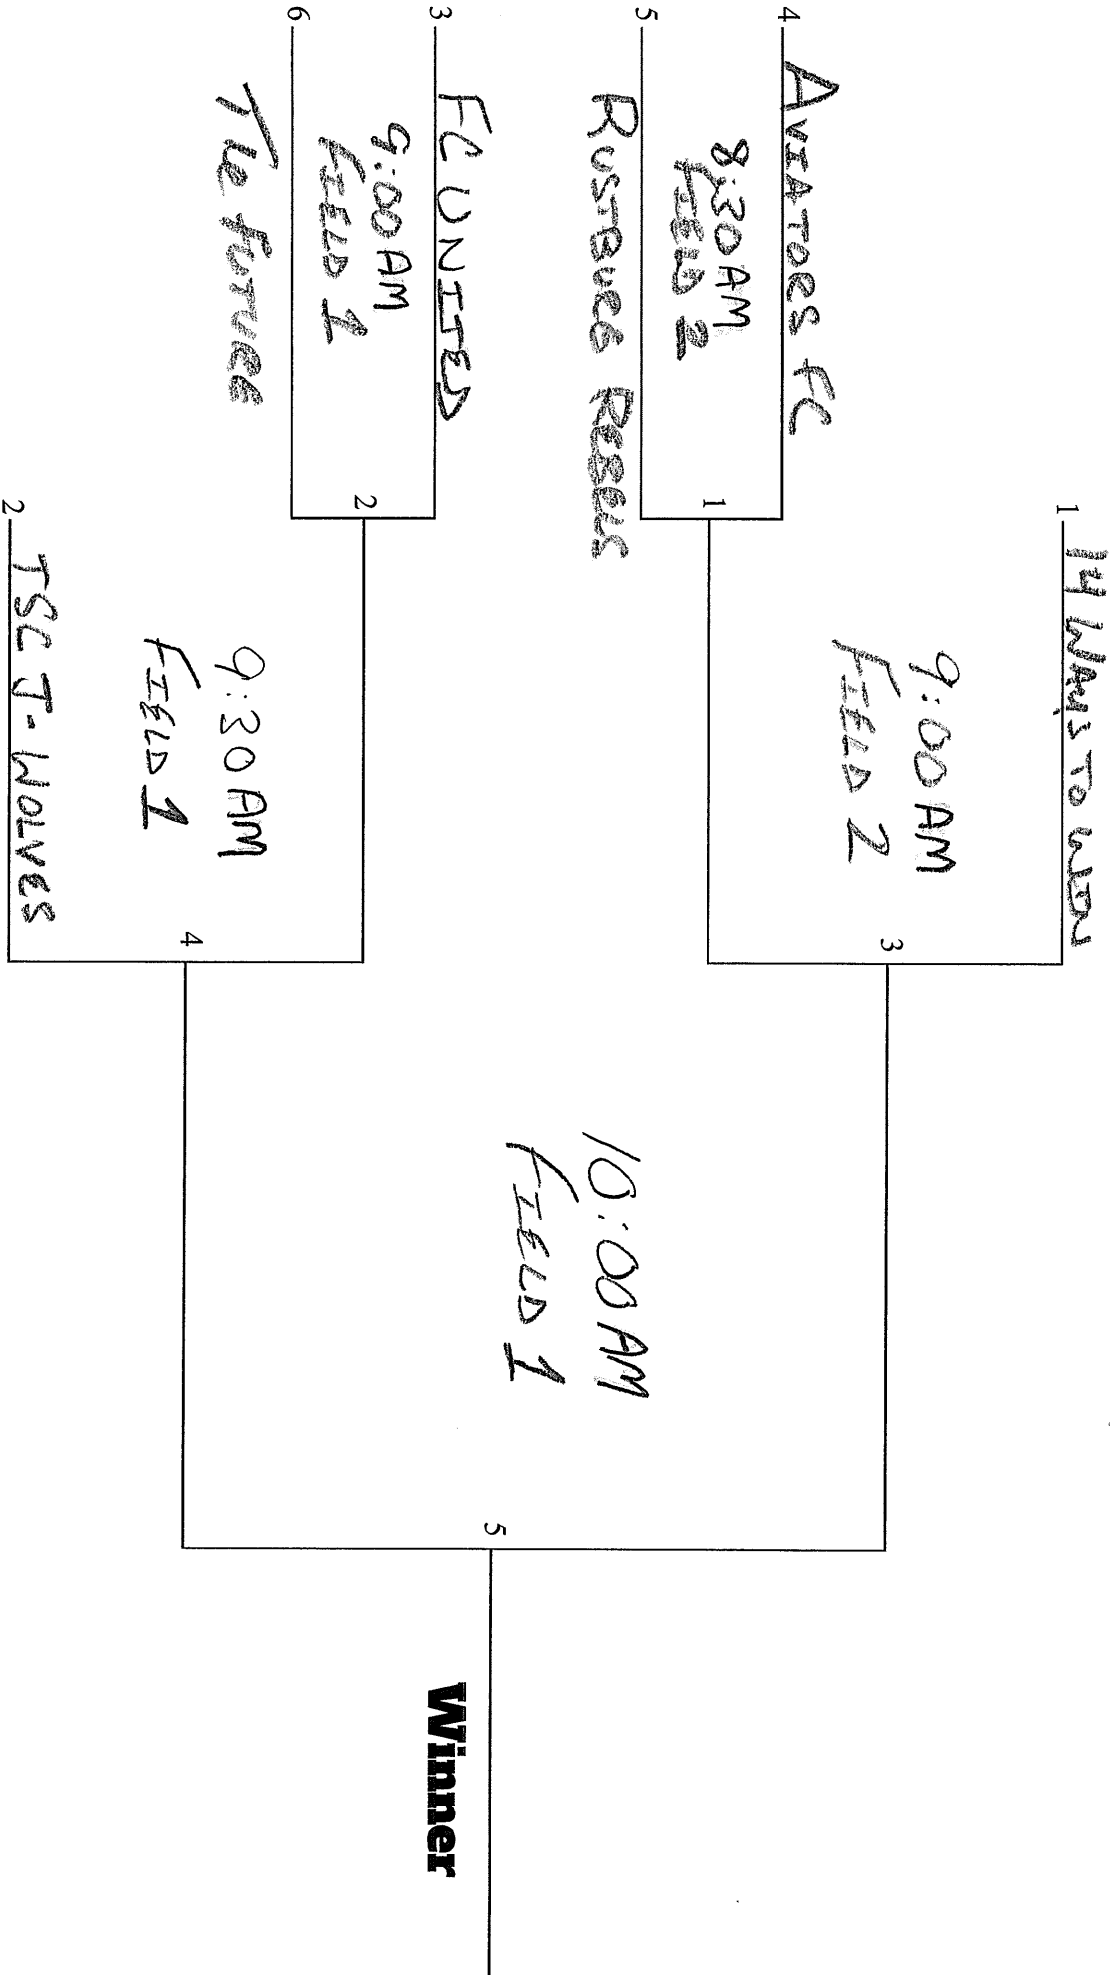 1 14 WAYS TO WIN
4 AVIATORS FC
9:00 AM
FIELD 2
3
8:30 AM
FIELD 2
1
5
RUSTBURG REBELS
10:00 AM
FIELD 1
5
Winner
3 FC UNITED
9:00 AM
FIELD 1
2
6
The FUTURE
9:30 AM
FIELD 1
4
2 TSC J-WOLVES